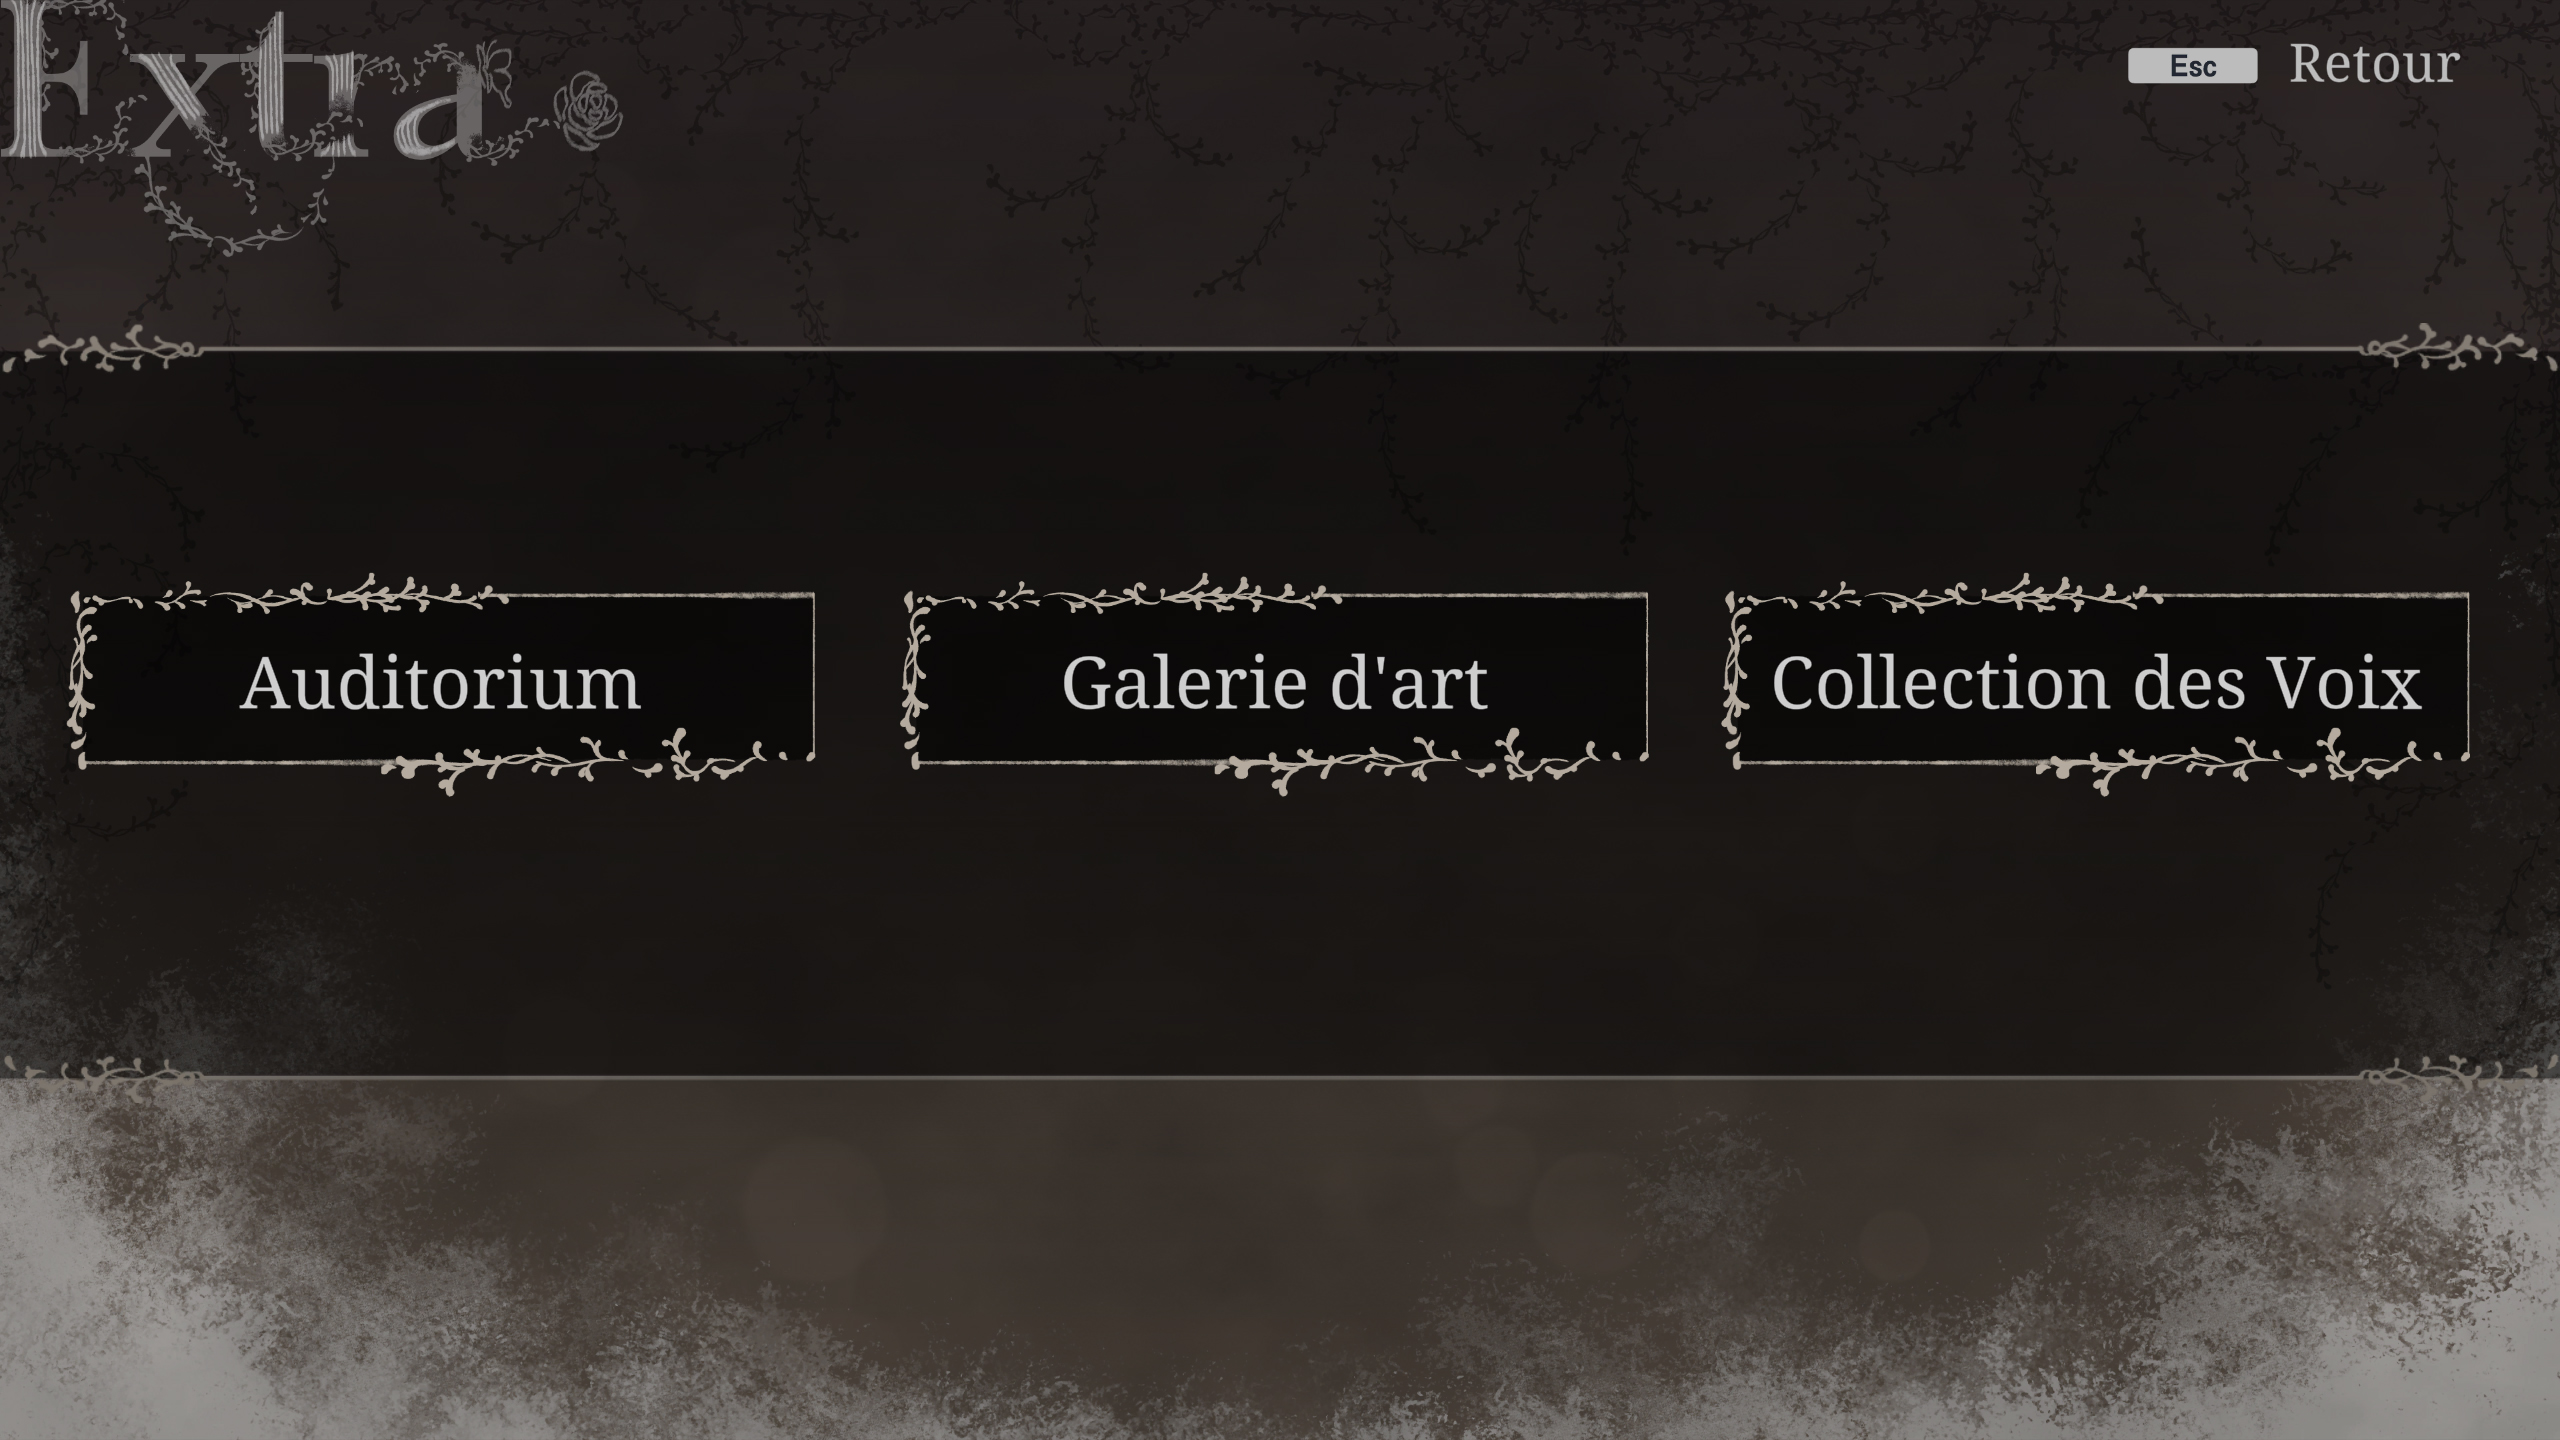 Extra
Esc Retour
Auditorium
Galerie d'art
Collection des Voix